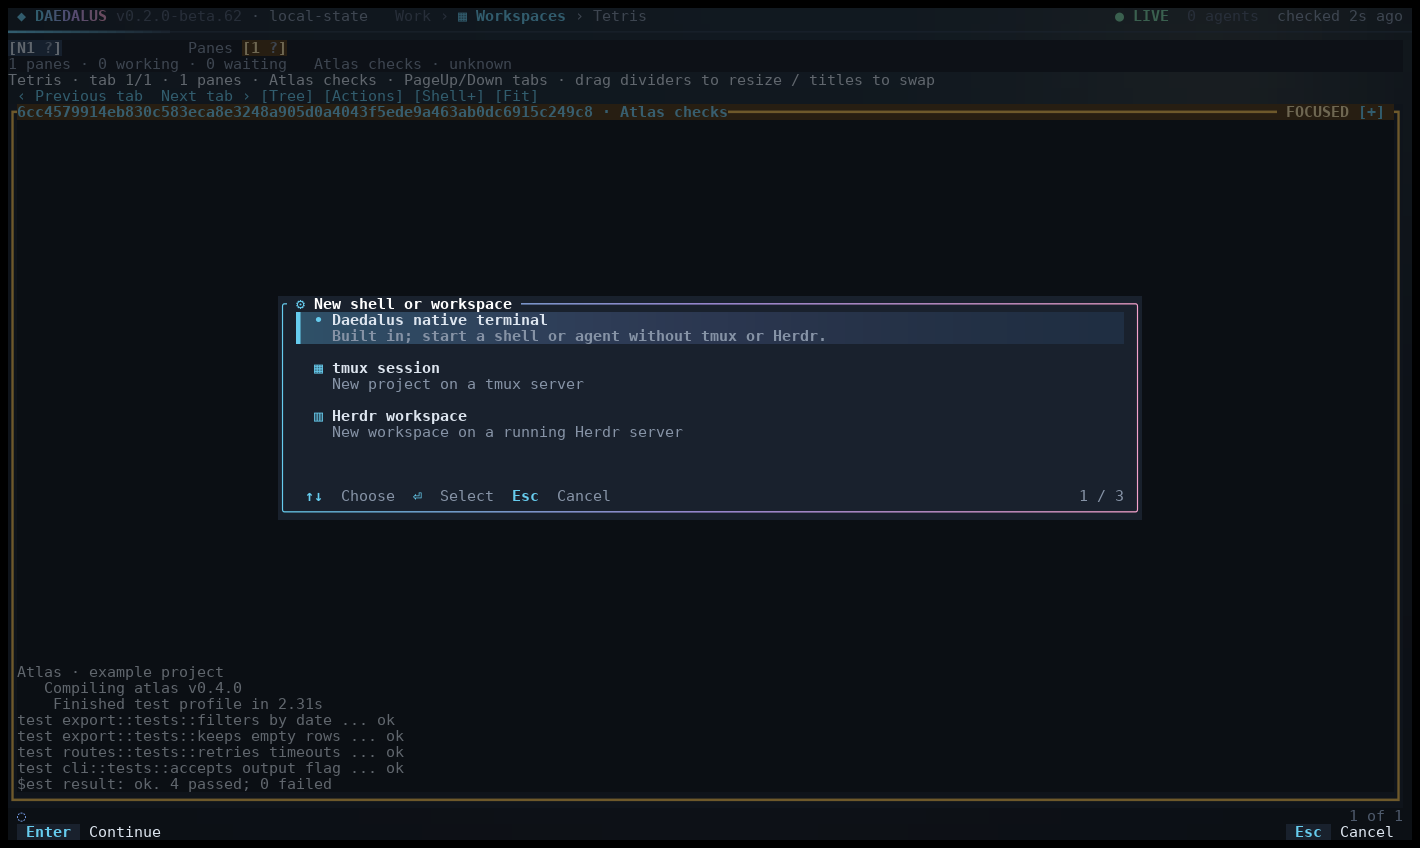 ◆ DAEDALUS v0.2.0-beta.62 · local-state   Work › ▦ Workspaces › Tetris   ● LIVE  0 agents  checked 2s ago
[N1 ?]   Panes [1 ?]
1 panes · 0 working · 0 waiting   Atlas checks · unknown
Tetris · tab 1/1 · 1 panes · Atlas checks · PageUp/Down tabs · drag dividers to resize / titles to swap
‹ Previous tab  Next tab › [Tree] [Actions] [Shell+] [Fit]
6cc4579914eb830c583eca8e3248a905d0a4043f5ede9a463ab0dc6915c249c8 · Atlas checks   FOCUSED [+]
⚙ New shell or workspace
• Daedalus native terminal
Built in; start a shell or agent without tmux or Herdr.
▦ tmux session
New project on a tmux server
▥ Herdr workspace
New workspace on a running Herdr server
↑↓  Choose  ⏎  Select  Esc  Cancel   1 / 3
Atlas · example project
Compiling atlas v0.4.0
Finished test profile in 2.31s
test export::tests::filters by date ... ok
test export::tests::keeps empty rows ... ok
test routes::tests::retries timeouts ... ok
test cli::tests::accepts output flag ... ok
$est result: ok. 4 passed; 0 failed
◌   1 of 1
Enter  Continue   Esc  Cancel